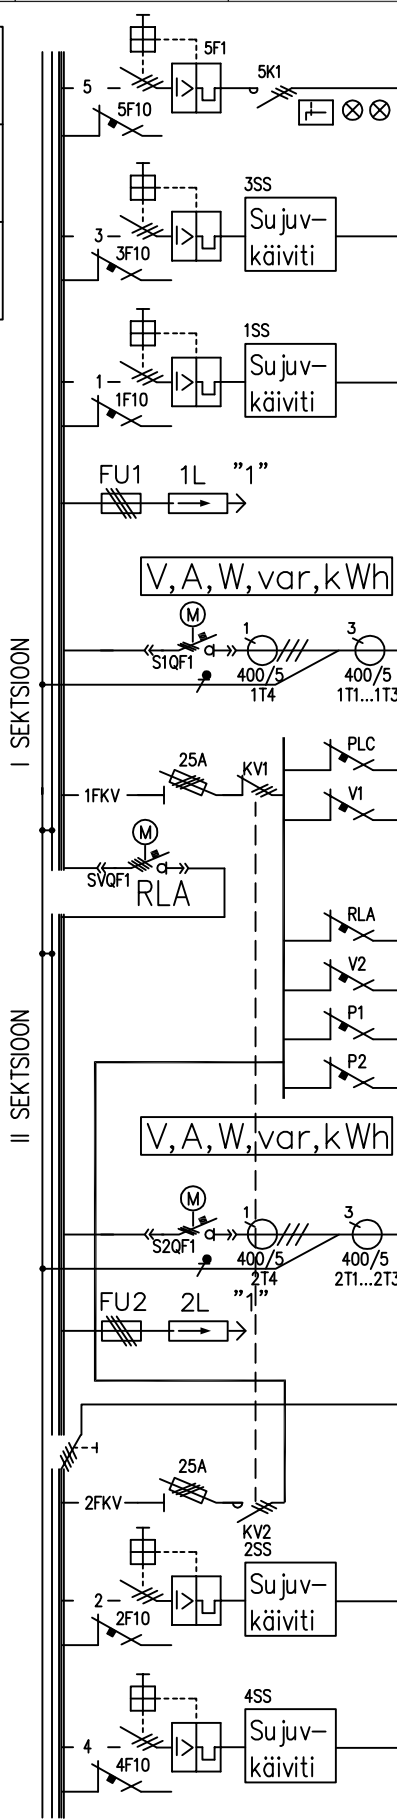 5F1
5K1
5
5F10
3SS
Sujuv-
käiviti
3
3F10
1SS
Sujuv-
käiviti
1
1F10
FU1 1L "1"
V,A,W,var,kWh
M
1 3
S1QF1
400/5 400/5
1T4 1T1...1T3
I SEKTSIOON
PLC
25A KV1
1FKV
V1
M
SVQF1
RLA
RLA
V2
P1
P2
II SEKTSIOON
V,A,W,var,kWh
M
1 3
S2QF1
400/5 400/5
2T4 2T1...2T3
FU2 2L "1"
25A
2FKV
KV2
2SS
Sujuv-
käiviti
2
2F10
4SS
Sujuv-
käiviti
4
4F10